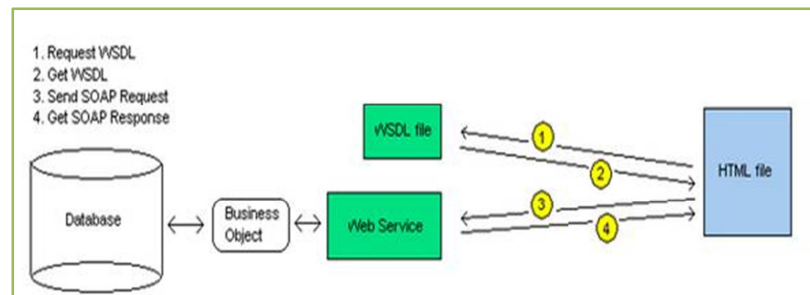 1. Request WSDL
2. Get WSDL
3. Send SOAP Request
4. Get SOAP Response
WSDL file
1
2
HTML file
Database
Business
Object
Web Service
3
4